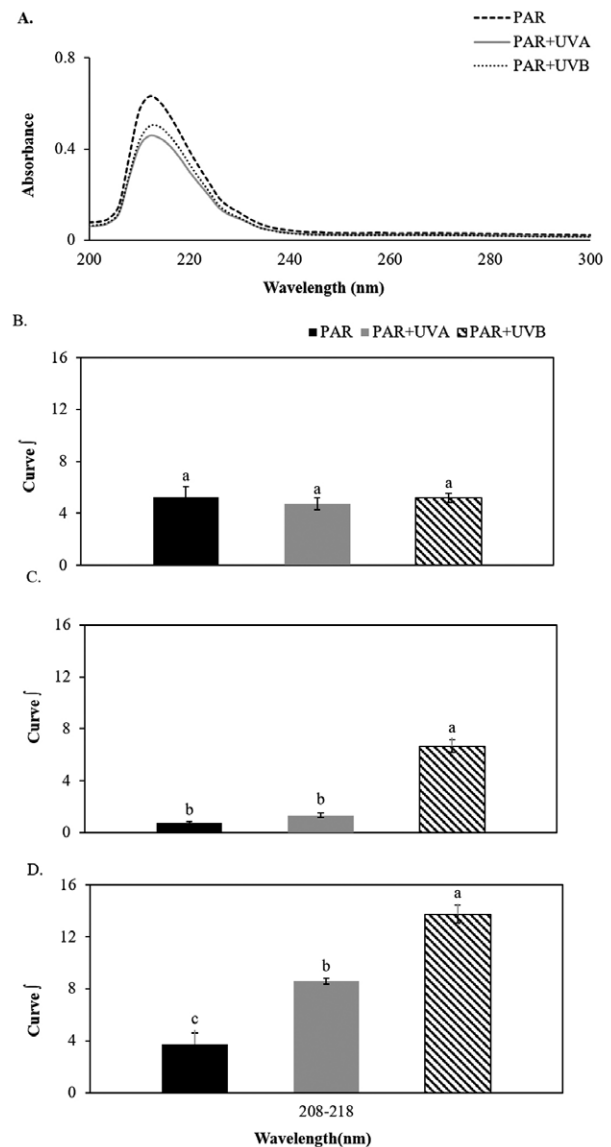 A.
PAR
PAR+UVA
PAR+UVB
0.8
0.4
0
Absorbance
200 220 240 260 280 300
Wavelength (nm)
B.
PAR PAR+UVA PAR+UVB
16
12
8
4
0
Curve ∫
a a a
C.
16
12
8
4
0
Curve ∫
b b a
D.
16
12
8
4
0
Curve ∫
c b a
208-218
Wavelength(nm)